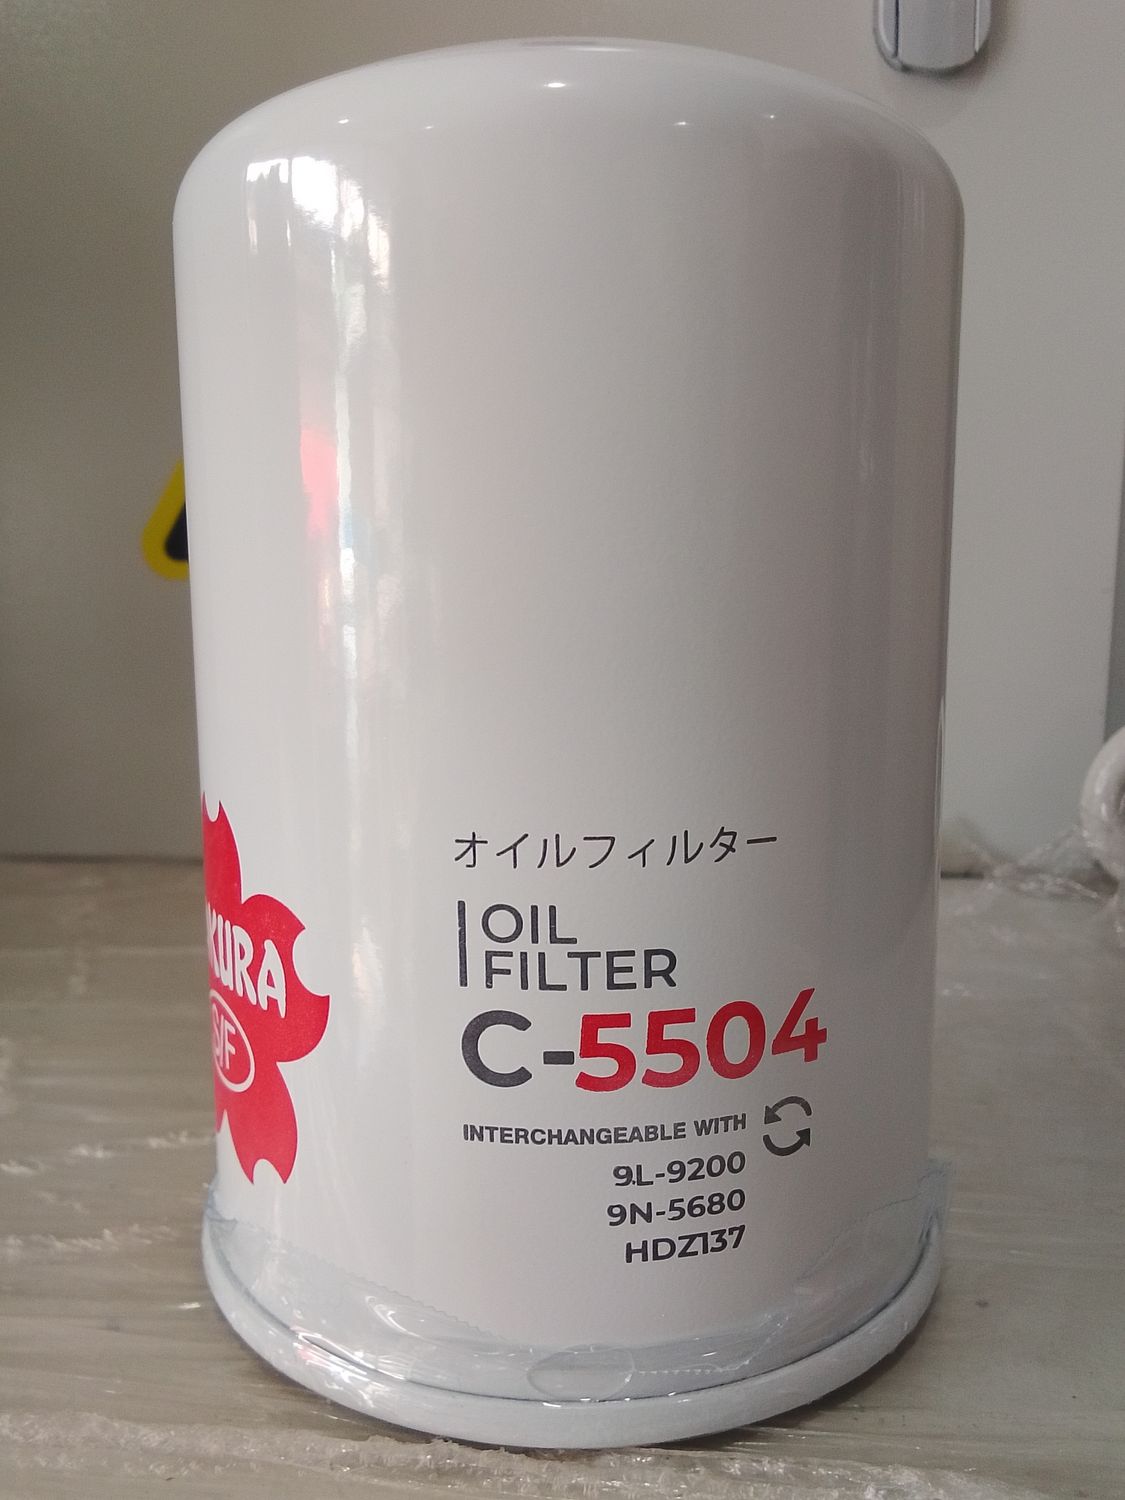 オイルフィルター
OIL
FILTER
C-5504
INTERCHANGEABLE WITH
9L-9200
9N-5680
HDZ137
KURA
S/F